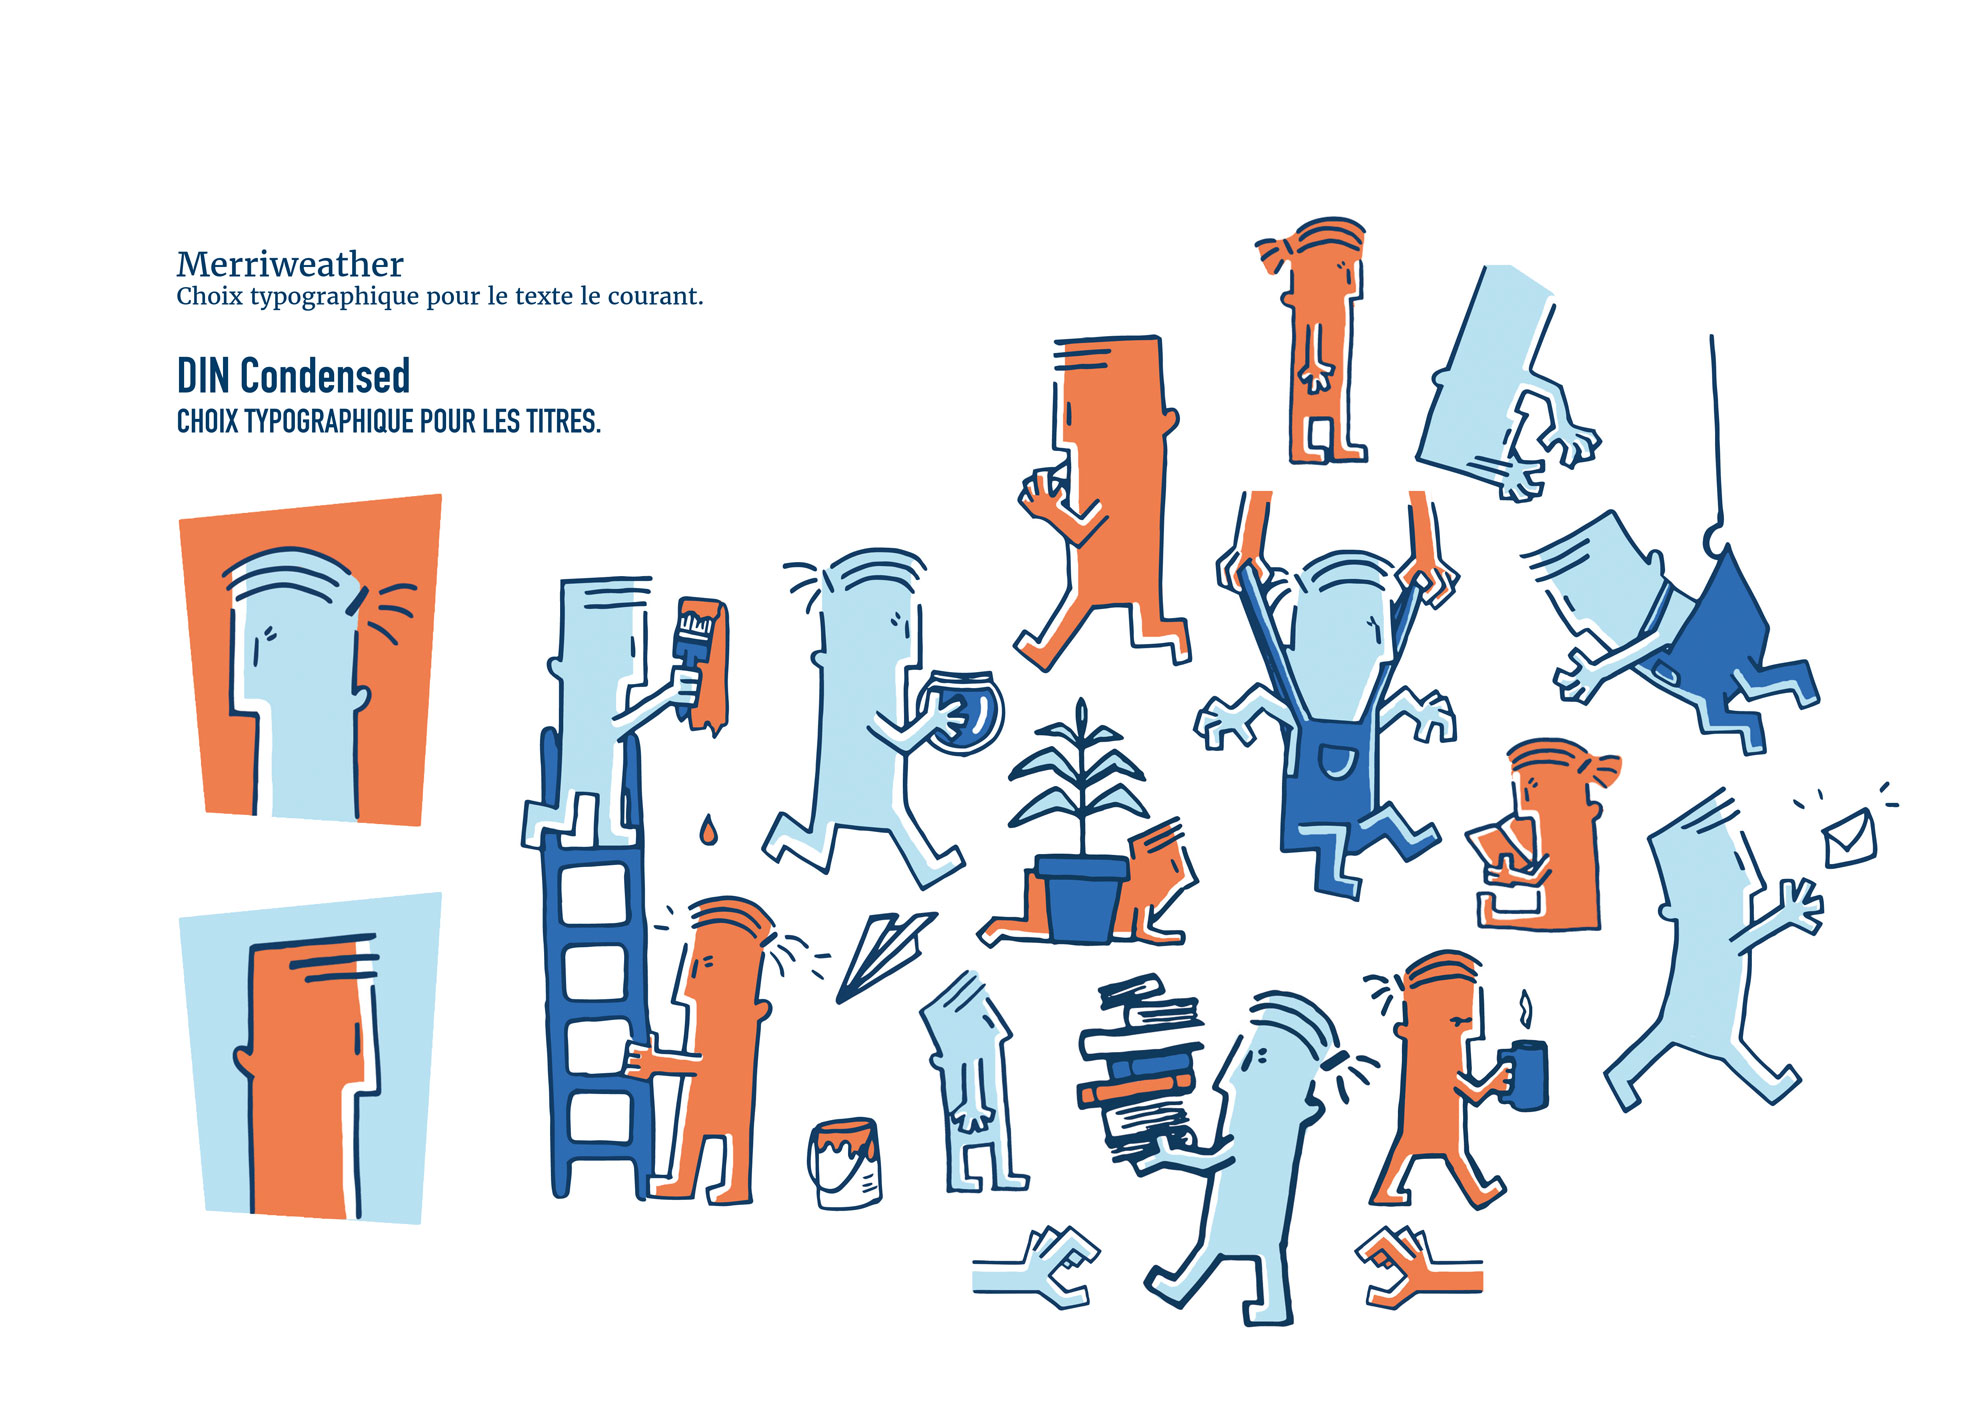 Merriweather
Choix typographique pour le texte le courant.
DIN Condensed
CHOIX TYPOGRAPHIQUE POUR LES TITRES.